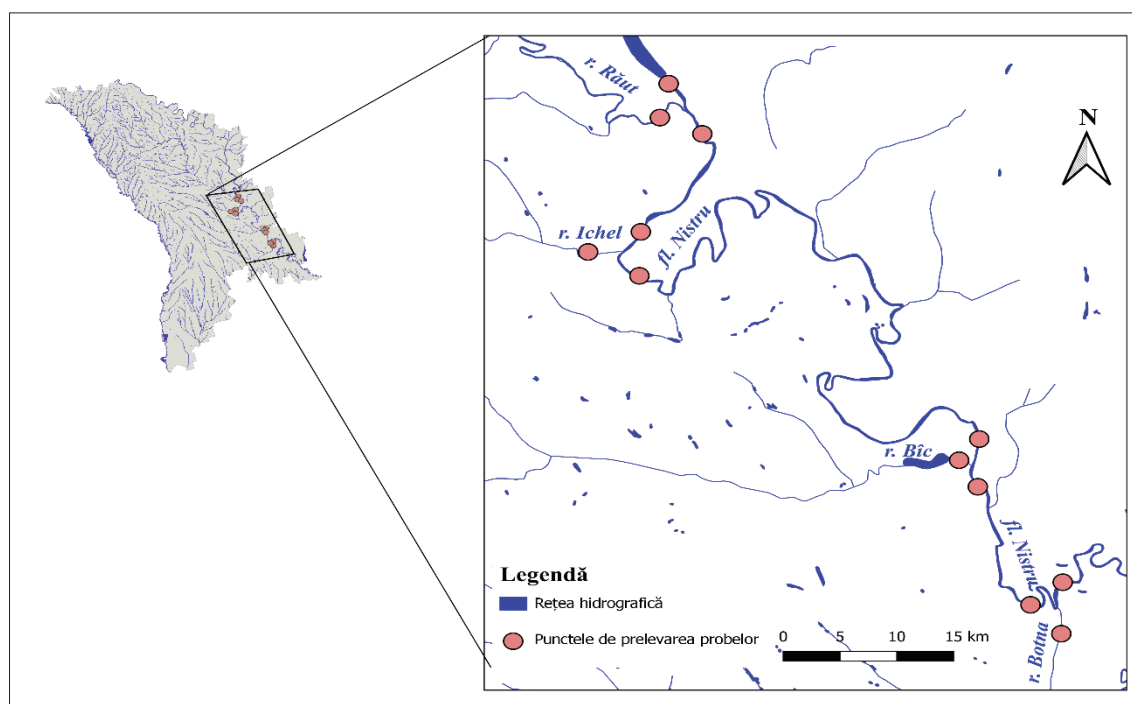 r. Răut
N
r. Ichel
fl. Nistru
r. Bîc
fl. Nistru
r. Botna
Legendă
Rețea hidrografică
Punctele de prelevarea probelor
0 5 10 15 km